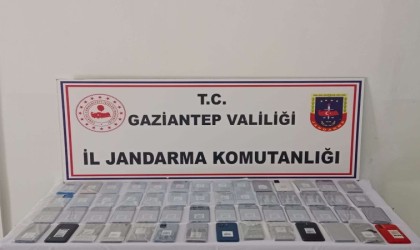 T.C.
GAZİANTEP VALİLİĞİ
İL JANDARMA KOMUTANLIĞI